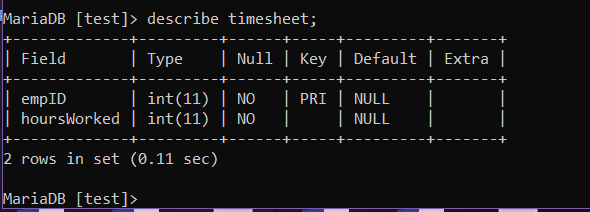 MariaDB [test]> describe timesheet;
+-------------+---------+------+-----+---------+-------+
| Field       | Type    | Null | Key | Default | Extra |
+-------------+---------+------+-----+---------+-------+
| empID       | int(11) | NO   | PRI | NULL    |       |
| hoursWorked | int(11) | NO   |     | NULL    |       |
+-------------+---------+------+-----+---------+-------+
2 rows in set (0.11 sec)
MariaDB [test]>